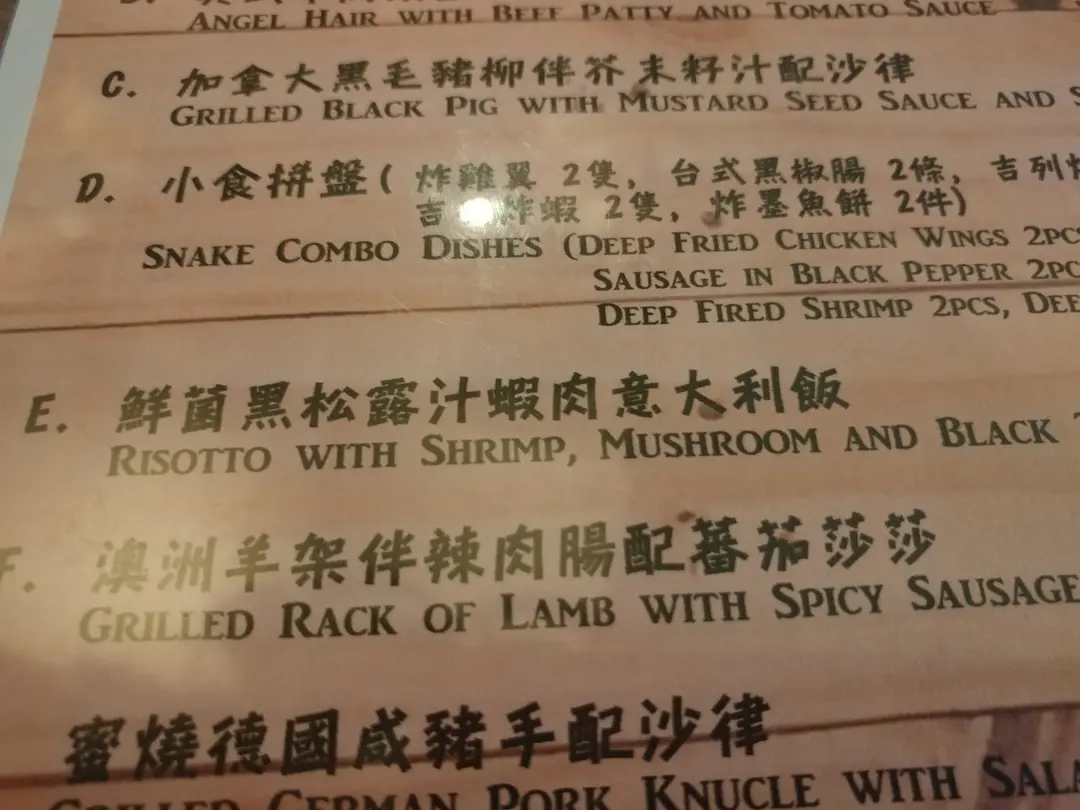 ANGEL HAIR WITH BEEF PATTY AND TOMATO SAUCE
C. 加拿大黑毛豬柳伴芥末籽汁配沙律
GRILLED BLACK PIG WITH MUSTARD SEED SAUCE AND
D. 小食拼盤( 炸雞翼 2隻, 台式黑椒腸 2條, 吉列
吉 炸蝦 2隻, 炸墨魚餅 2件)
SNAKE COMBO DISHES (DEEP FRIED CHICKEN WINGS 2PCS
SAUSAGE IN BLACK PEPPER 2PC
DEEP FIRED SHRIMP 2PCS, DEE
E. 鮮菌黑松露汁蝦肉意大利飯
RISOTTO WITH SHRIMP, MUSHROOM AND BLACK
F. 澳洲羊架伴辣肉腸配蕃茄莎莎
GRILLED RACK OF LAMB WITH SPICY SAUSAGE
蜜燒德國咸豬手配沙律
GRILLED GERMAN PORK KNUCLE WITH SALA